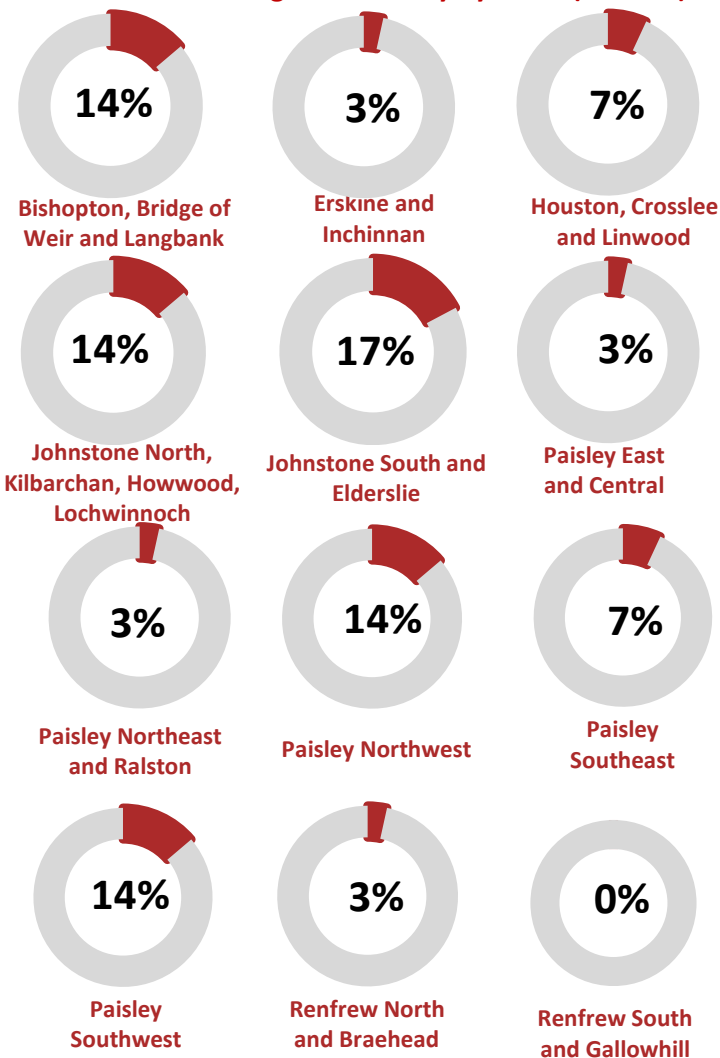 14%
3%
7%
Bishopton, Bridge of
Weir and Langbank
Erskine and
Inchinnan
Houston, Crosslee
and Linwood
14%
17%
3%
Johnstone North,
Kilbarchan, Howwood,
Lochwinnoch
Johnstone South and
Elderslie
Paisley East
and Central
3%
14%
7%
Paisley Northeast
and Ralston
Paisley Northwest
Paisley
Southeast
14%
3%
0%
Paisley
Southwest
Renfrew North
and Braehead
Renfrew South
and Gallowhill